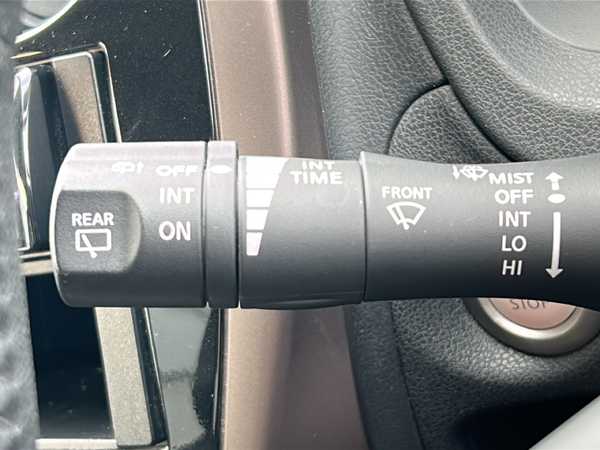 REAR
OFF
INT
ON
INT
TIME
FRONT
MIST
OFF
INT
LO
HI